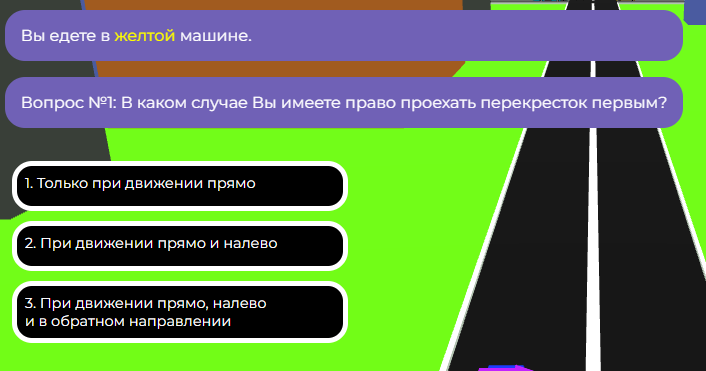 Вы едете в желтой машине.
Вопрос №1: В каком случае Вы имеете право проехать перекресток первым?
1. Только при движении прямо
2. При движении прямо и налево
3. При движении прямо, налево
и в обратном направлении